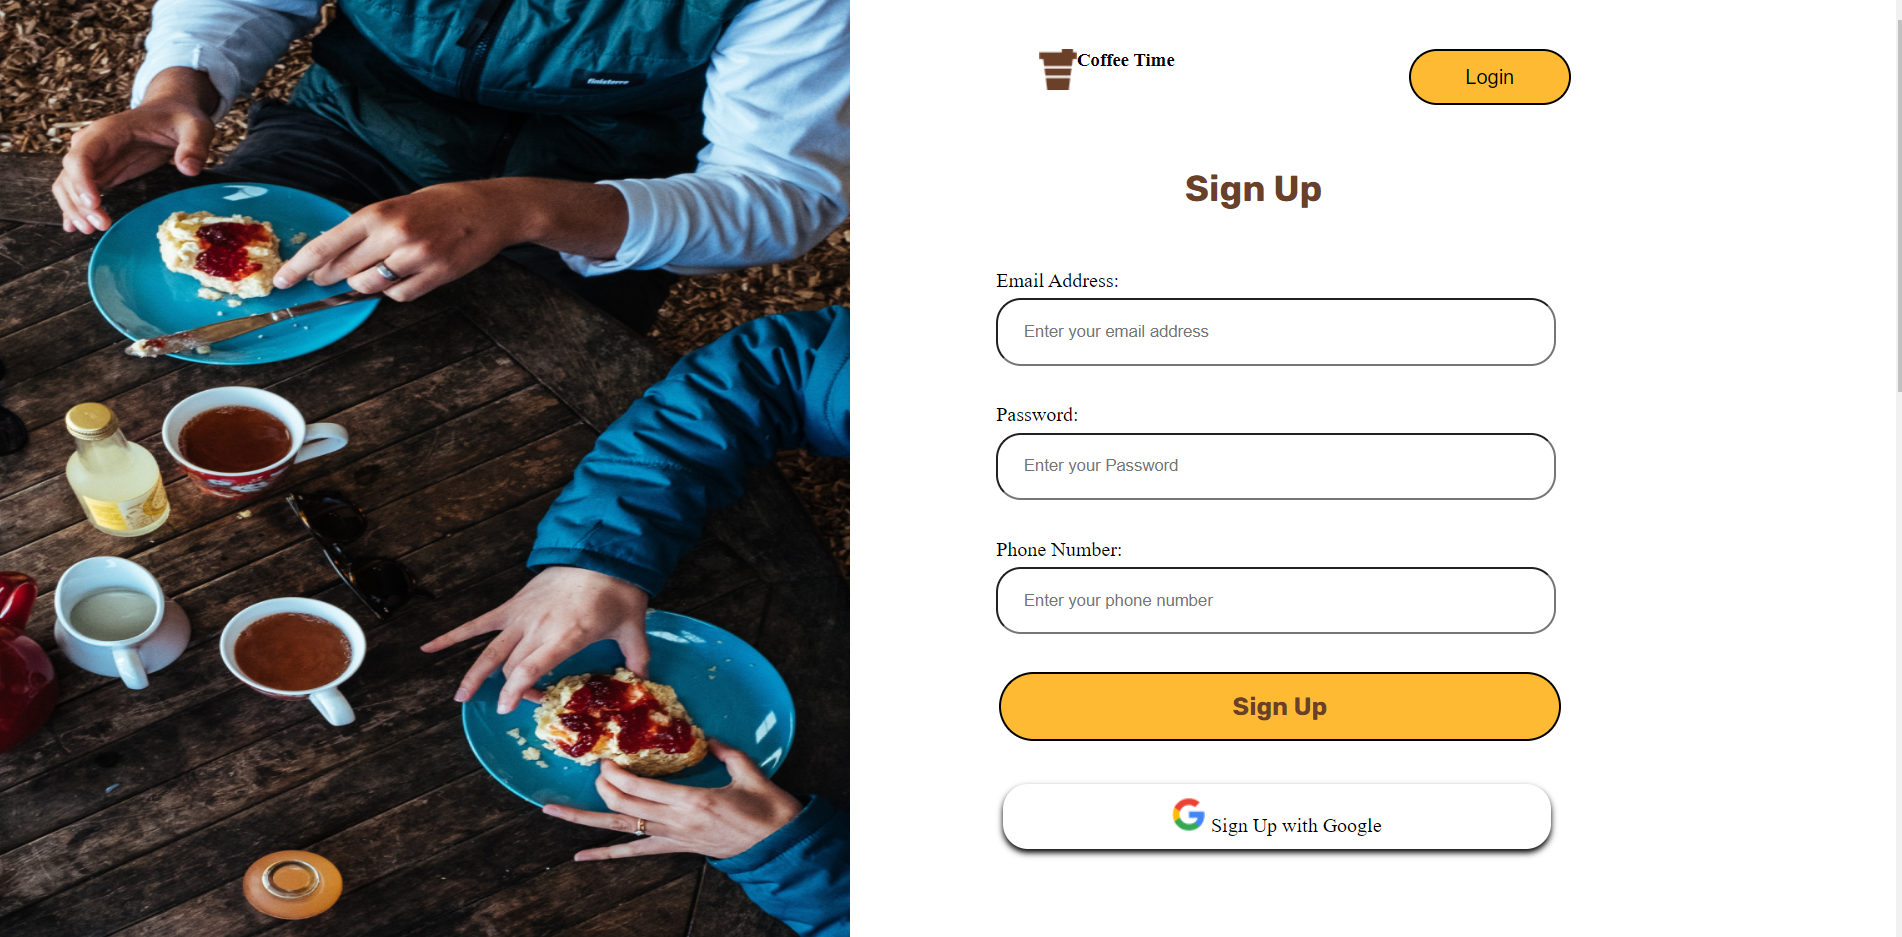 finisterre
Coffee Time
Login
Sign Up
Email Address:
Enter your email address
Password:
Enter your Password
Phone Number:
Enter your phone number
Sign Up
Sign Up with Google